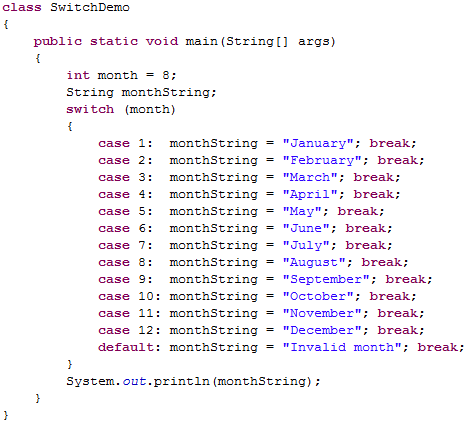 class SwitchDemo
{
    public static void main(String[] args)
    {
        int month = 8;
        String monthString;
        switch (month)
        {
            case 1:  monthString = "January"; break;
            case 2:  monthString = "February"; break;
            case 3:  monthString = "March"; break;
            case 4:  monthString = "April"; break;
            case 5:  monthString = "May"; break;
            case 6:  monthString = "June"; break;
            case 7:  monthString = "July"; break;
            case 8:  monthString = "August"; break;
            case 9:  monthString = "September"; break;
            case 10: monthString = "October"; break;
            case 11: monthString = "November"; break;
            case 12: monthString = "December"; break;
            default: monthString = "Invalid month"; break;
        }
        System.out.println(monthString);
    }
}